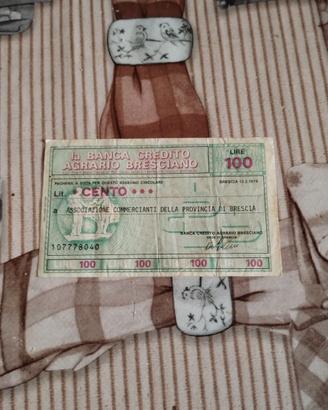 la BANCA CREDITO
AGRARIO BRESCIANO
LIRE
100
PAGHERÀ A VISTA PER QUESTO ASSEGNO CIRCOLARE
BRESCIA
Lit. *CENTO ***
a ASSOCIAZIONE COMMERCIANTI DELLA PROVINCIA DI BRESCIA
BANCA CREDITO AGRARIO BRESCIANO
107778040
100 100 100 100